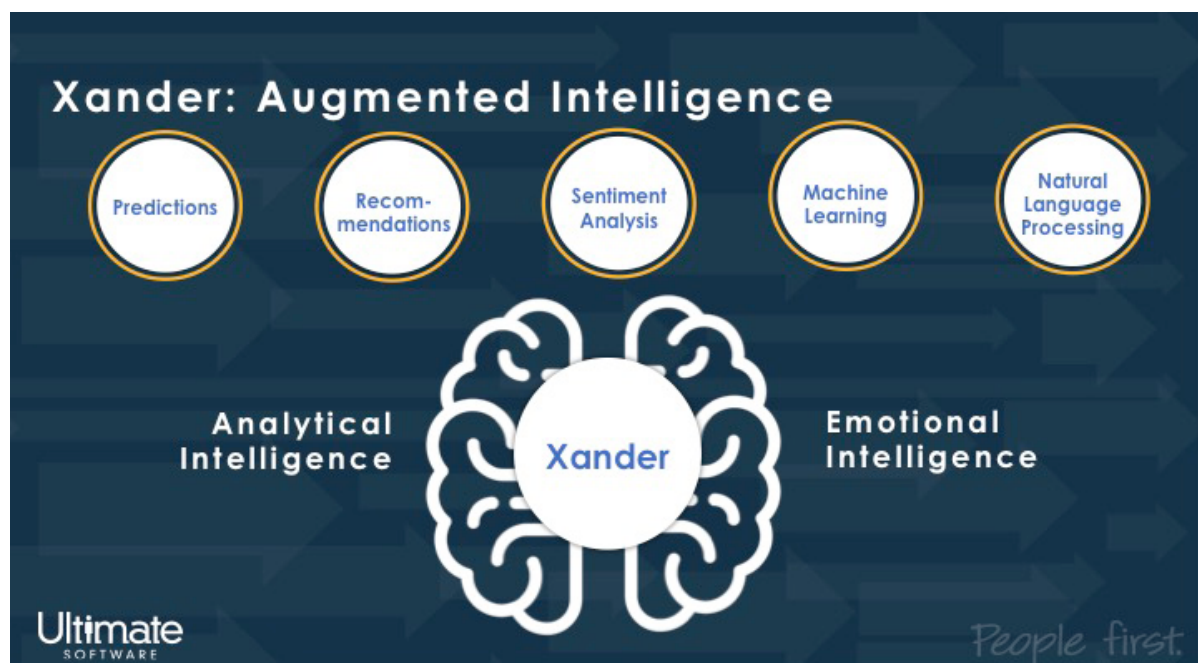 Xander: Augmented Intelligence
Predictions
Recom-
mendations
Sentiment
Analysis
Machine
Learning
Natural
Language
Processing
Analytical
Intelligence
Xander
Emotional
Intelligence
Ultimate
SOFTWARE
People first.